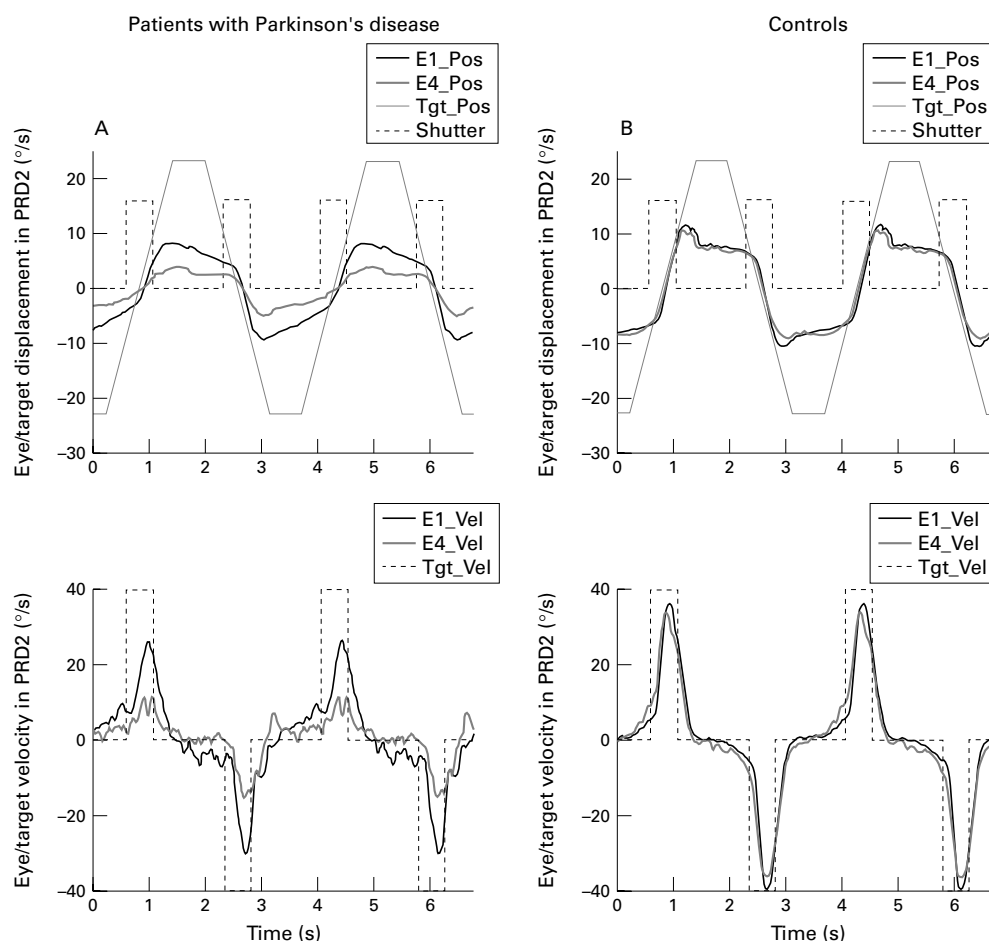 Patients with Parkinson's disease
Controls
E1_Pos
E4_Pos
Tgt_Pos
Shutter
A
Eye/target displacement in PRD2 (°/s)
20
10
0
–10
–20
–30
0 1 2 3 4 5 6
E1_Pos
E4_Pos
Tgt_Pos
Shutter
B
Eye/target displacement in PRD2 (°/s)
20
10
0
–10
–20
–30
0 1 2 3 4 5 6
E1_Vel
E4_Vel
Tgt_Vel
Eye/target velocity in PRD2 (°/s)
40
20
0
–20
–40
0 1 2 3 4 5 6
Time (s)
E1_Vel
E4_Vel
Tgt_Vel
Eye/target velocity in PRD2 (°/s)
40
20
0
–20
–40
0 1 2 3 4 5 6
Time (s)